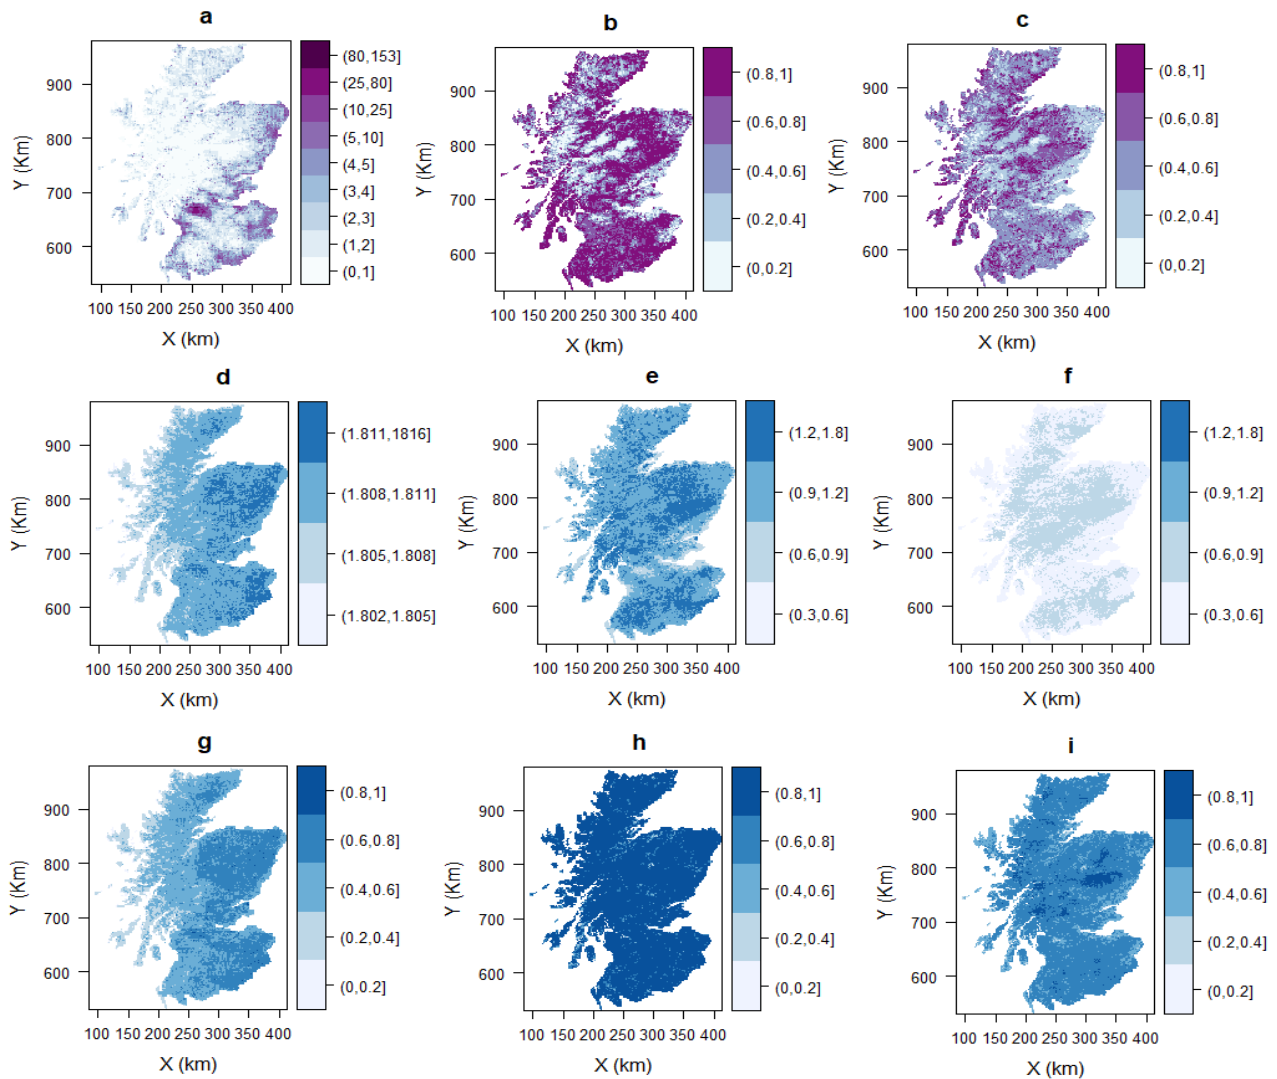 a
Y (Km)
900
800
700
600
100 150 200 250 300 350 400
X (km)
(80,153]
(25,80]
(10,25]
(5,10]
(4,5]
(3,4]
(2,3]
(1,2]
(0,1]
b
Y (Km)
900
800
700
600
100 150 200 250 300 350 400
X (km)
(0.8,1]
(0.6,0.8]
(0.4,0.6]
(0.2,0.4]
(0,0.2]
c
Y (Km)
900
800
700
600
100 150 200 250 300 350 400
X (km)
(0.8,1]
(0.6,0.8]
(0.4,0.6]
(0.2,0.4]
(0,0.2]
d
Y (Km)
900
800
700
600
100 150 200 250 300 350 400
X (km)
(1.811,1816]
(1.808,1.811]
(1.805,1.808]
(1.802,1.805]
e
Y (Km)
900
800
700
600
100 150 200 250 300 350 400
X (km)
(1.2,1.8]
(0.9,1.2]
(0.6,0.9]
(0.3,0.6]
f
Y (Km)
900
800
700
600
100 150 200 250 300 350 400
X (km)
(1.2,1.8]
(0.9,1.2]
(0.6,0.9]
(0.3,0.6]
g
Y (Km)
900
800
700
600
100 150 200 250 300 350 400
X (km)
(0.8,1]
(0.6,0.8]
(0.4,0.6]
(0.2,0.4]
(0,0.2]
h
Y (Km)
900
800
700
600
100 150 200 250 300 350 400
X (km)
(0.8,1]
(0.6,0.8]
(0.4,0.6]
(0.2,0.4]
(0,0.2]
i
Y (Km)
900
800
700
600
100 150 200 250 300 350 400
X (km)
(0.8,1]
(0.6,0.8]
(0.4,0.6]
(0.2,0.4]
(0,0.2]